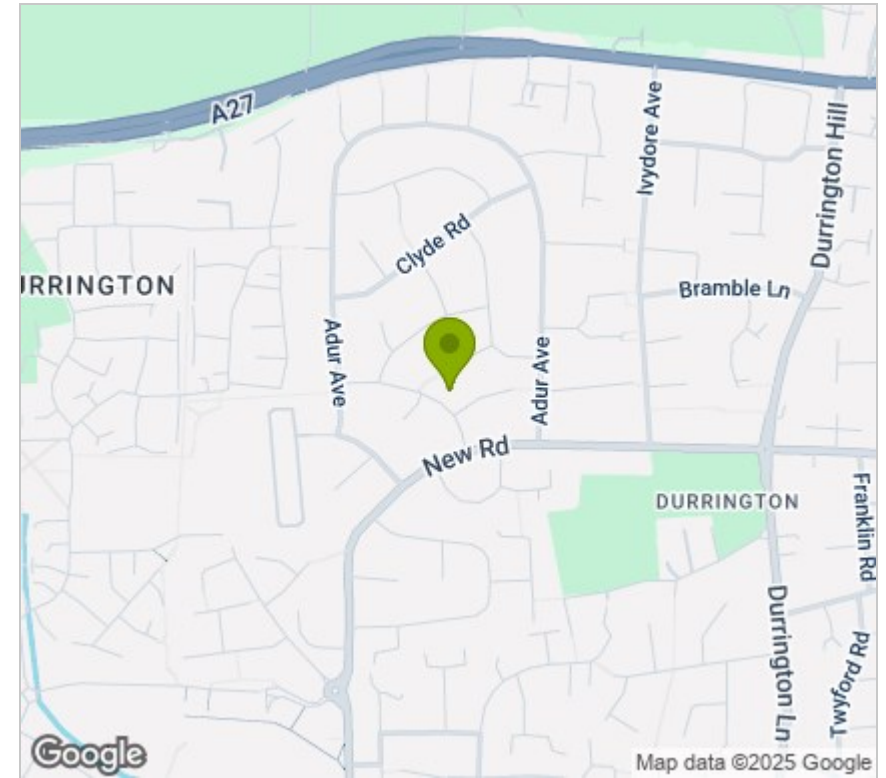 A27
Ivydore Ave
Durrington Hill
Clyde Rd
URRINGTON
Bramble Ln
Adur Ave
Adur Ave
New Rd
DURRINGTON
Franklin Rd
Durrington Ln
Twyford Rd
Google
Map data ©2025 Google